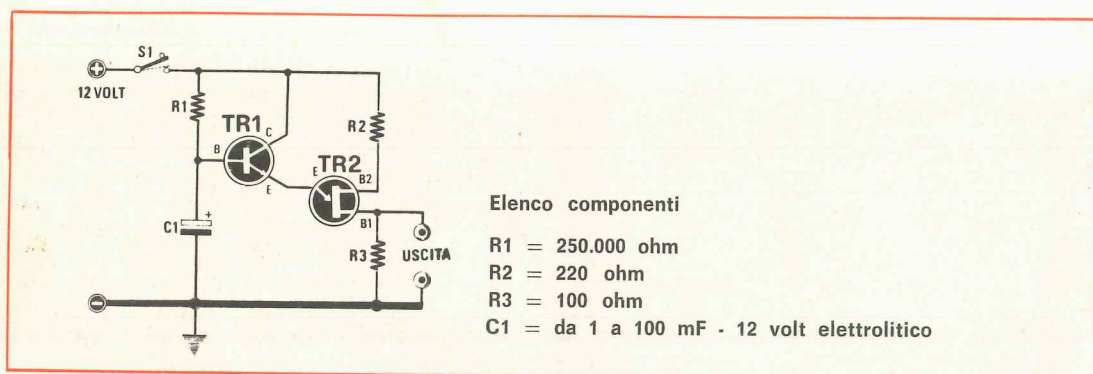 S1
12 VOLT
R1
TR1
C
B
E
R2
TR2
E
B2
B1
C1
+
R3
USCITA
Elenco componenti
R1 = 250.000 ohm
R2 = 220 ohm
R3 = 100 ohm
C1 = da 1 a 100 mF - 12 volt elettrolitico